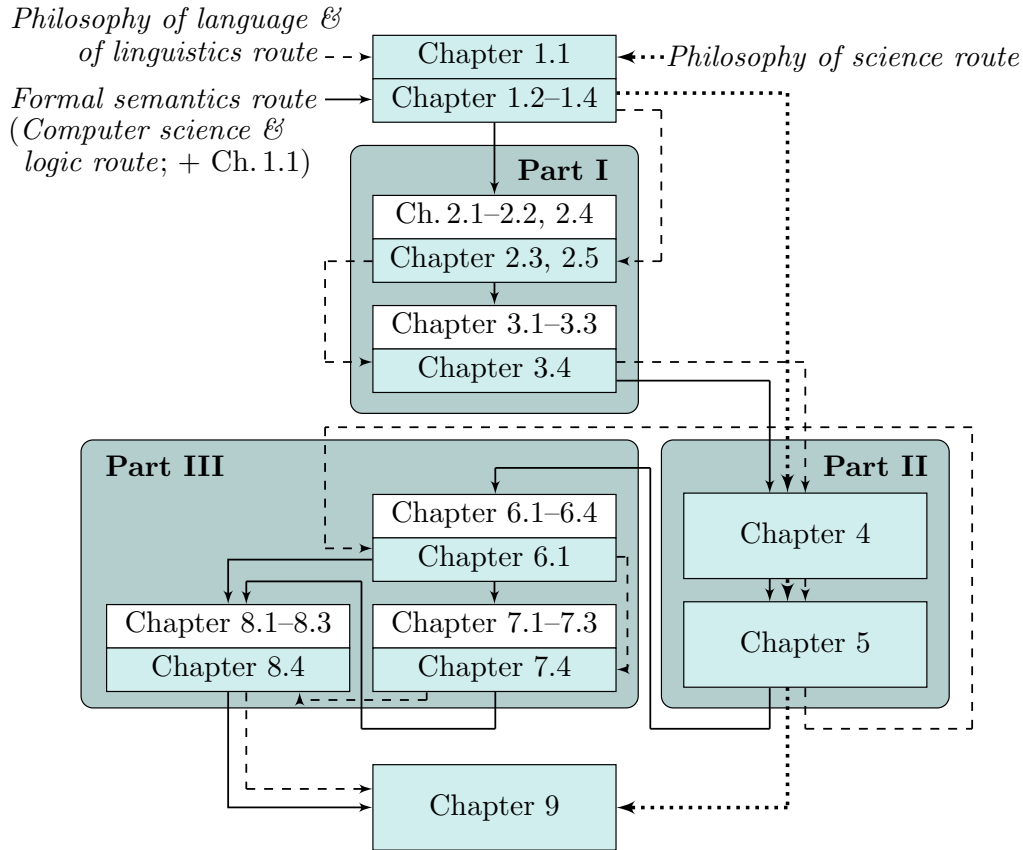 Philosophy of language &
of linguistics route
Chapter 1.1
Philosophy of science route
Formal semantics route
Chapter 1.2–1.4
(Computer science &
logic route; + Ch. 1.1)
Part I
Ch. 2.1–2.2, 2.4
Chapter 2.3, 2.5
Chapter 3.1–3.3
Chapter 3.4
Part III
Part II
Chapter 6.1–6.4
Chapter 4
Chapter 6.1
Chapter 8.1–8.3
Chapter 7.1–7.3
Chapter 5
Chapter 8.4
Chapter 7.4
Chapter 9